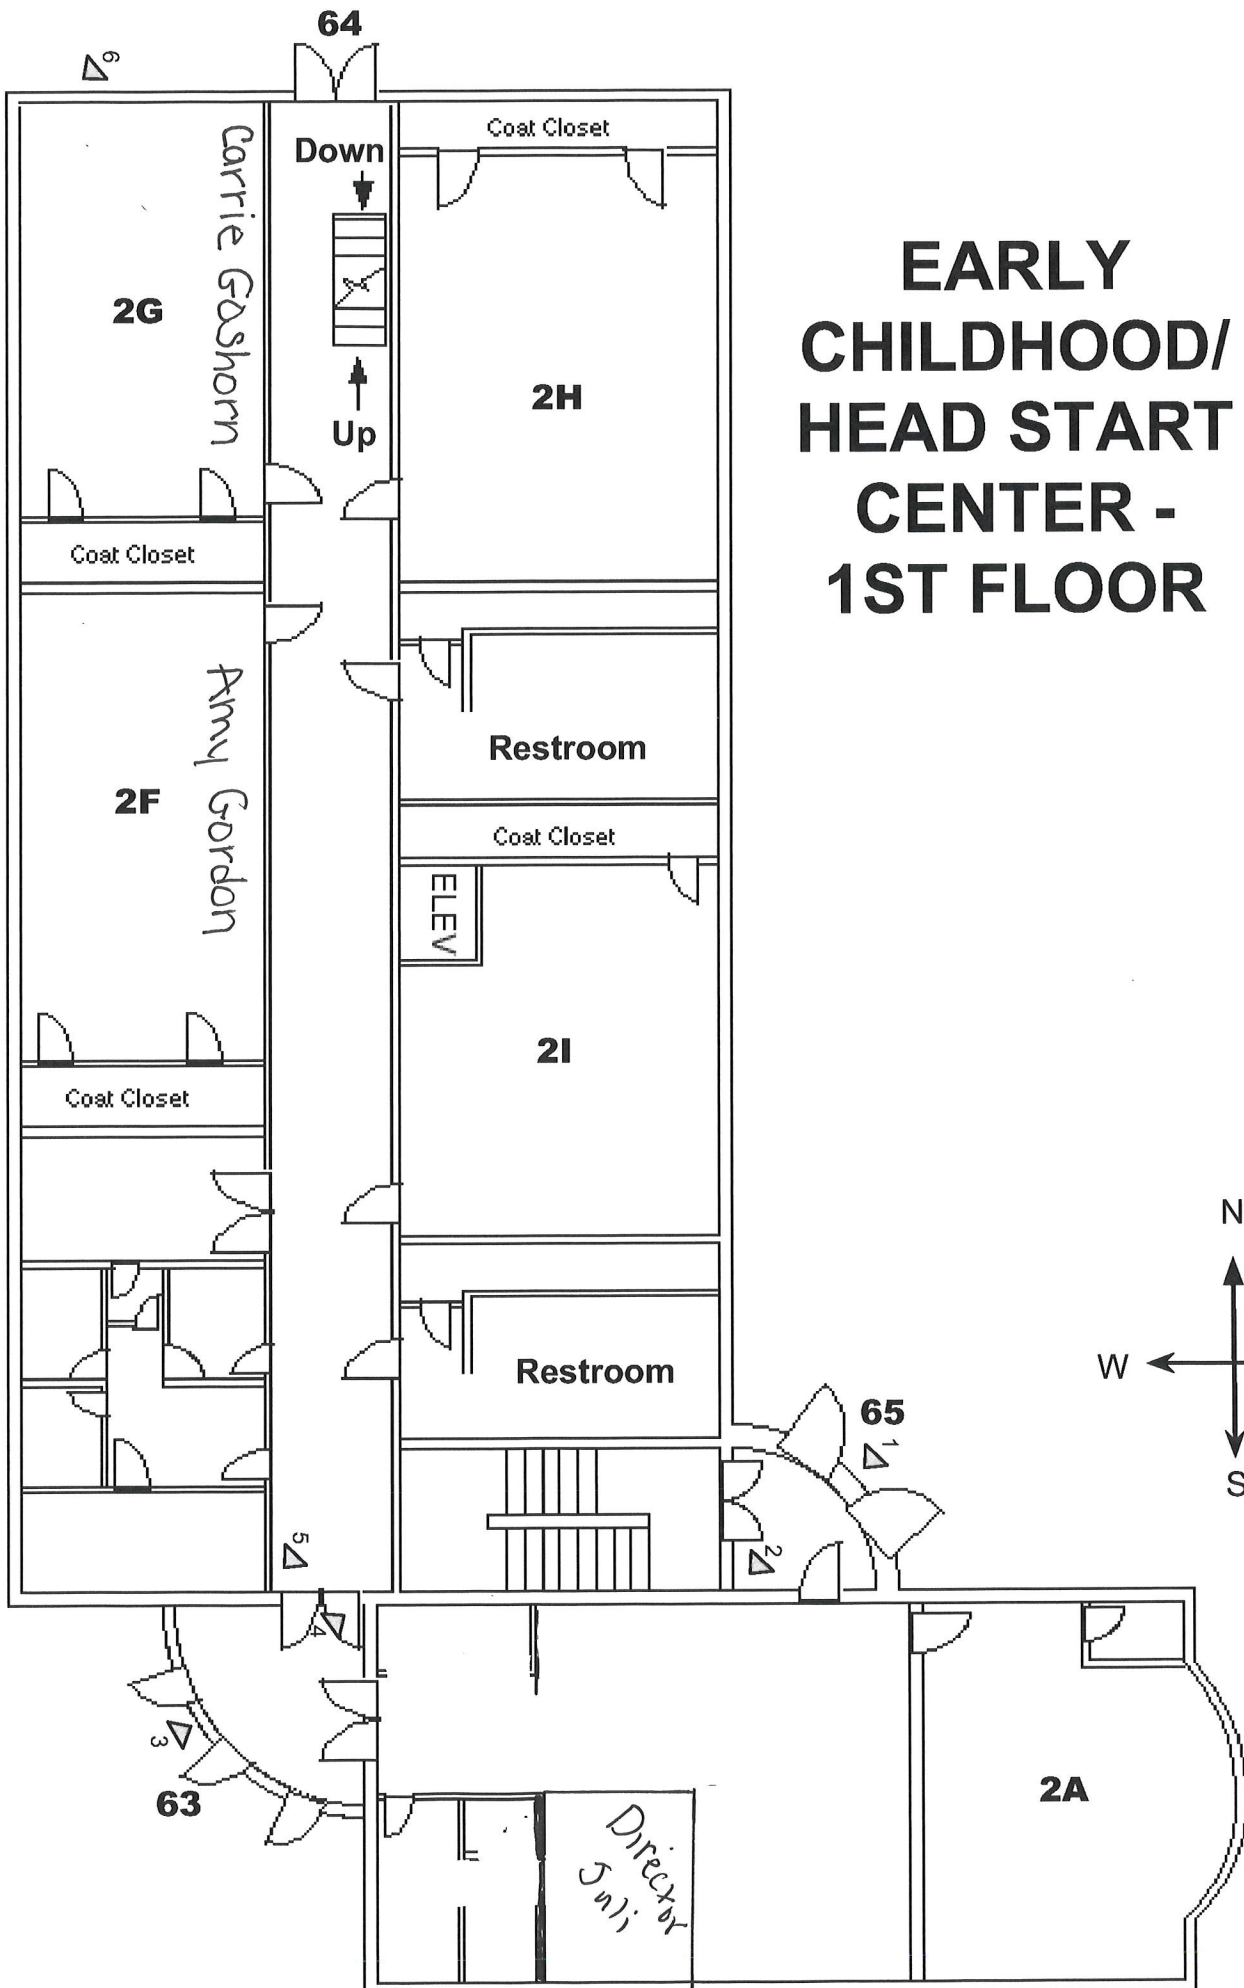 64
6
Coat Closet
Down
Carrie Gashorn
2G
2H
Up
EARLY
CHILDHOOD/
HEAD START
CENTER -
1ST FLOOR
Coat Closet
Amy Gordon
2F
Restroom
Coat Closet
ELEV
2I
Coat Closet
N
W
S
Restroom
65
1
2
5
4
3
63
2A
Director
Juli